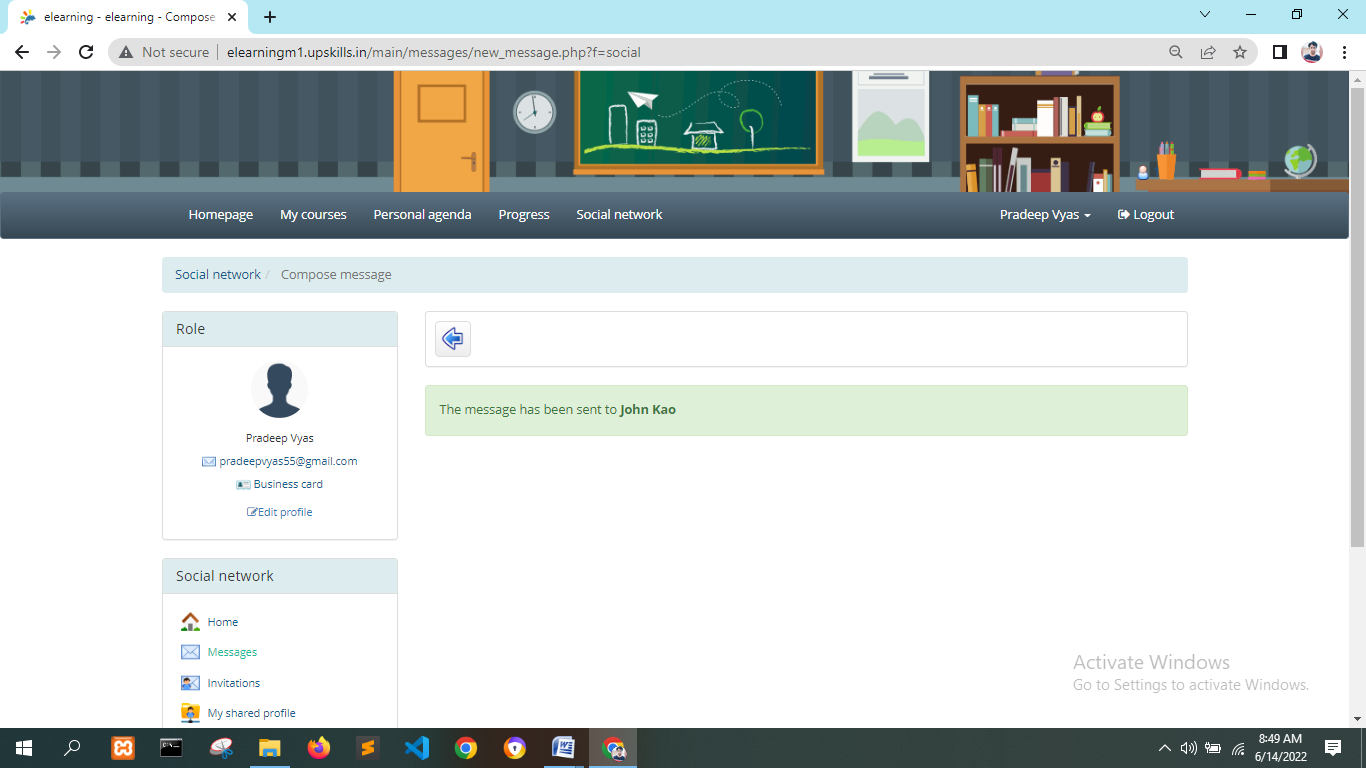 elearning - elearning - Compose
Not secure
elearningm1.upskills.in/main/messages/new_message.php?f=social
Homepage My courses Personal agenda Progress Social network Pradeep Vyas Logout
Social network / Compose message
Role
Pradeep Vyas
pradeepvyas55@gmail.com
Business card
Edit profile
The message has been sent to John Kao
Social network
Home
Messages
Invitations
My shared profile
Activate Windows
Go to Settings to activate Windows.
8:49 AM
6/14/2022